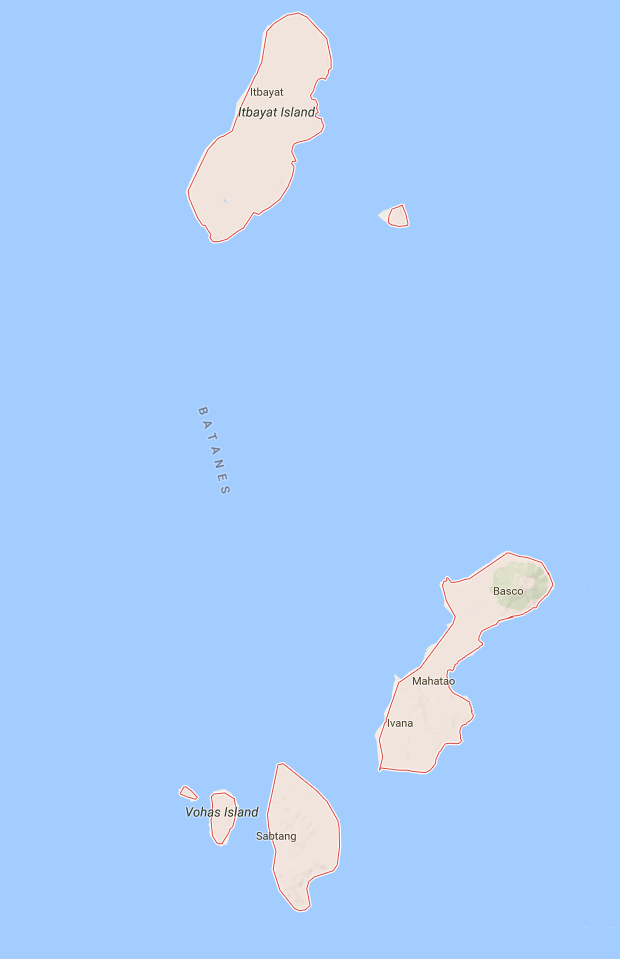 Itbayat
Itbayat Island
BATANES
Basco
Mahatao
Ivana
Vohas Island
Sabtang